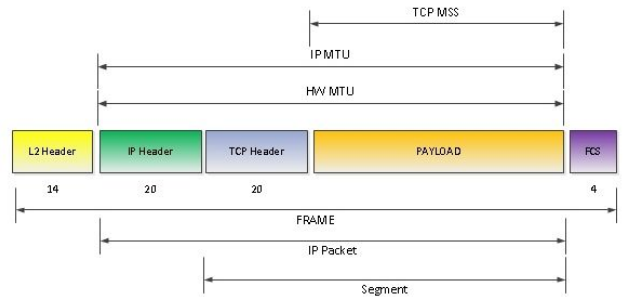 TCP MSS
IP MTU
HW MTU
L2 Header IP Header TCP Header PAYLOAD FCS
14 20 20 4
FRAME
IP Packet
Segment